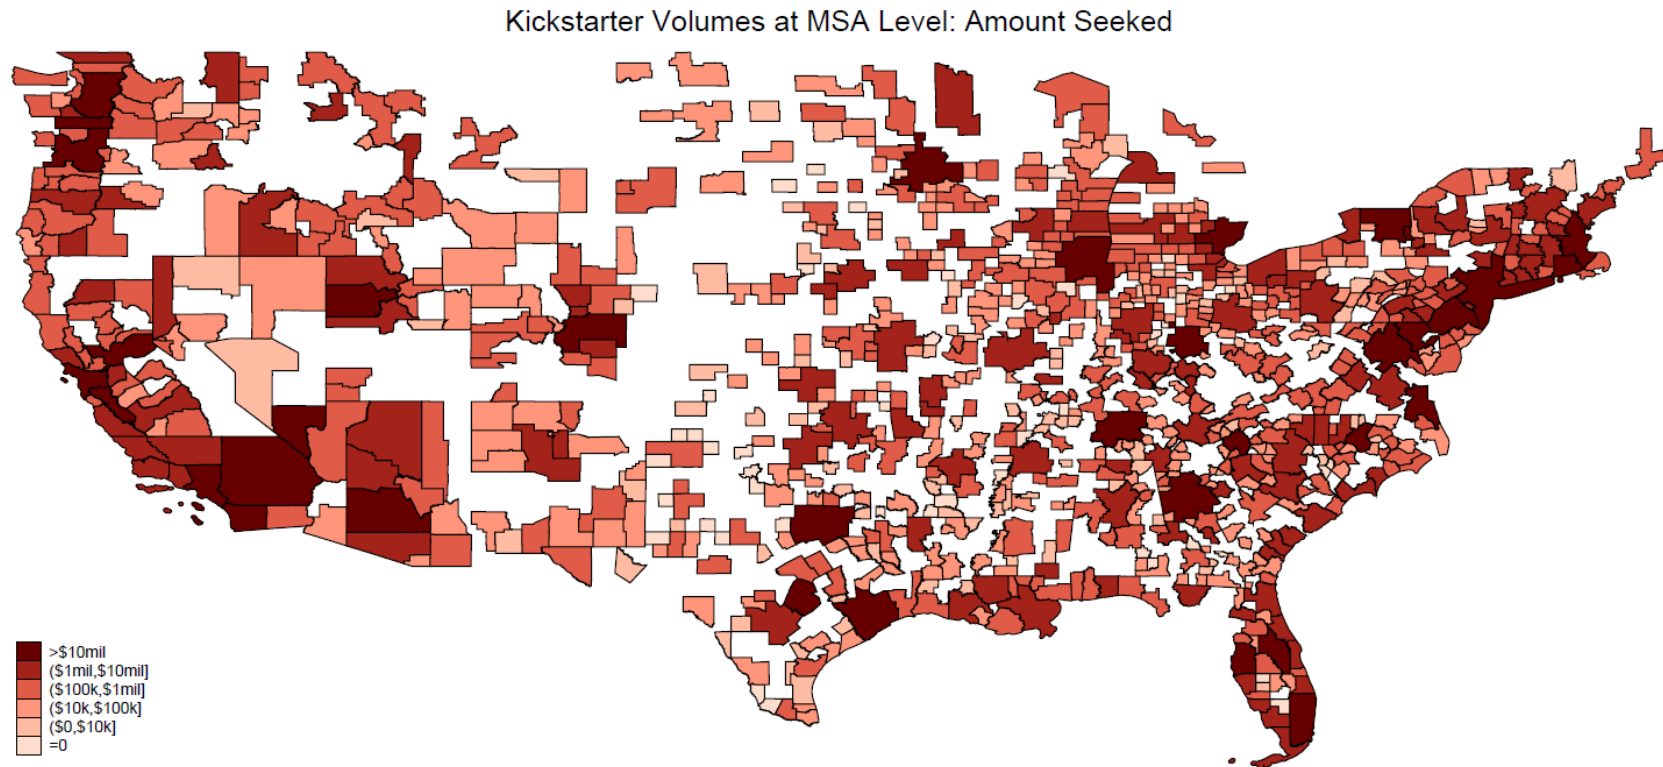 Kickstarter Volumes at MSA Level: Amount Seeked
>$10mil
($1mil,$10mil]
($100k,$1mil]
($10k,$100k]
($0,$10k]
=0